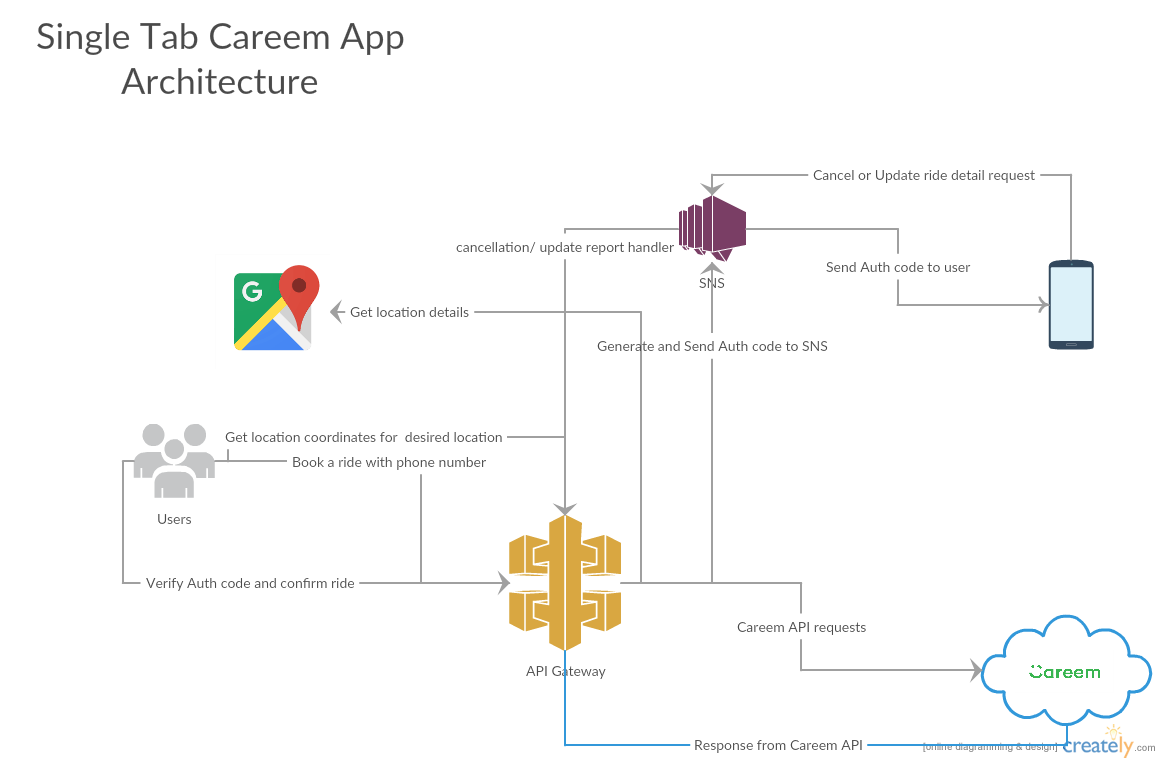 Single Tab Careem App
Architecture
Cancel or Update ride detail request
cancellation/ update report handler
Send Auth code to user
SNS
G
Get location details
Generate and Send Auth code to SNS
Get location coordinates for desired location
Book a ride with phone number
Users
Verify Auth code and confirm ride
Careem API requests
API Gateway
Careem
Response from Careem API
[online diagramming & design]
creately.com